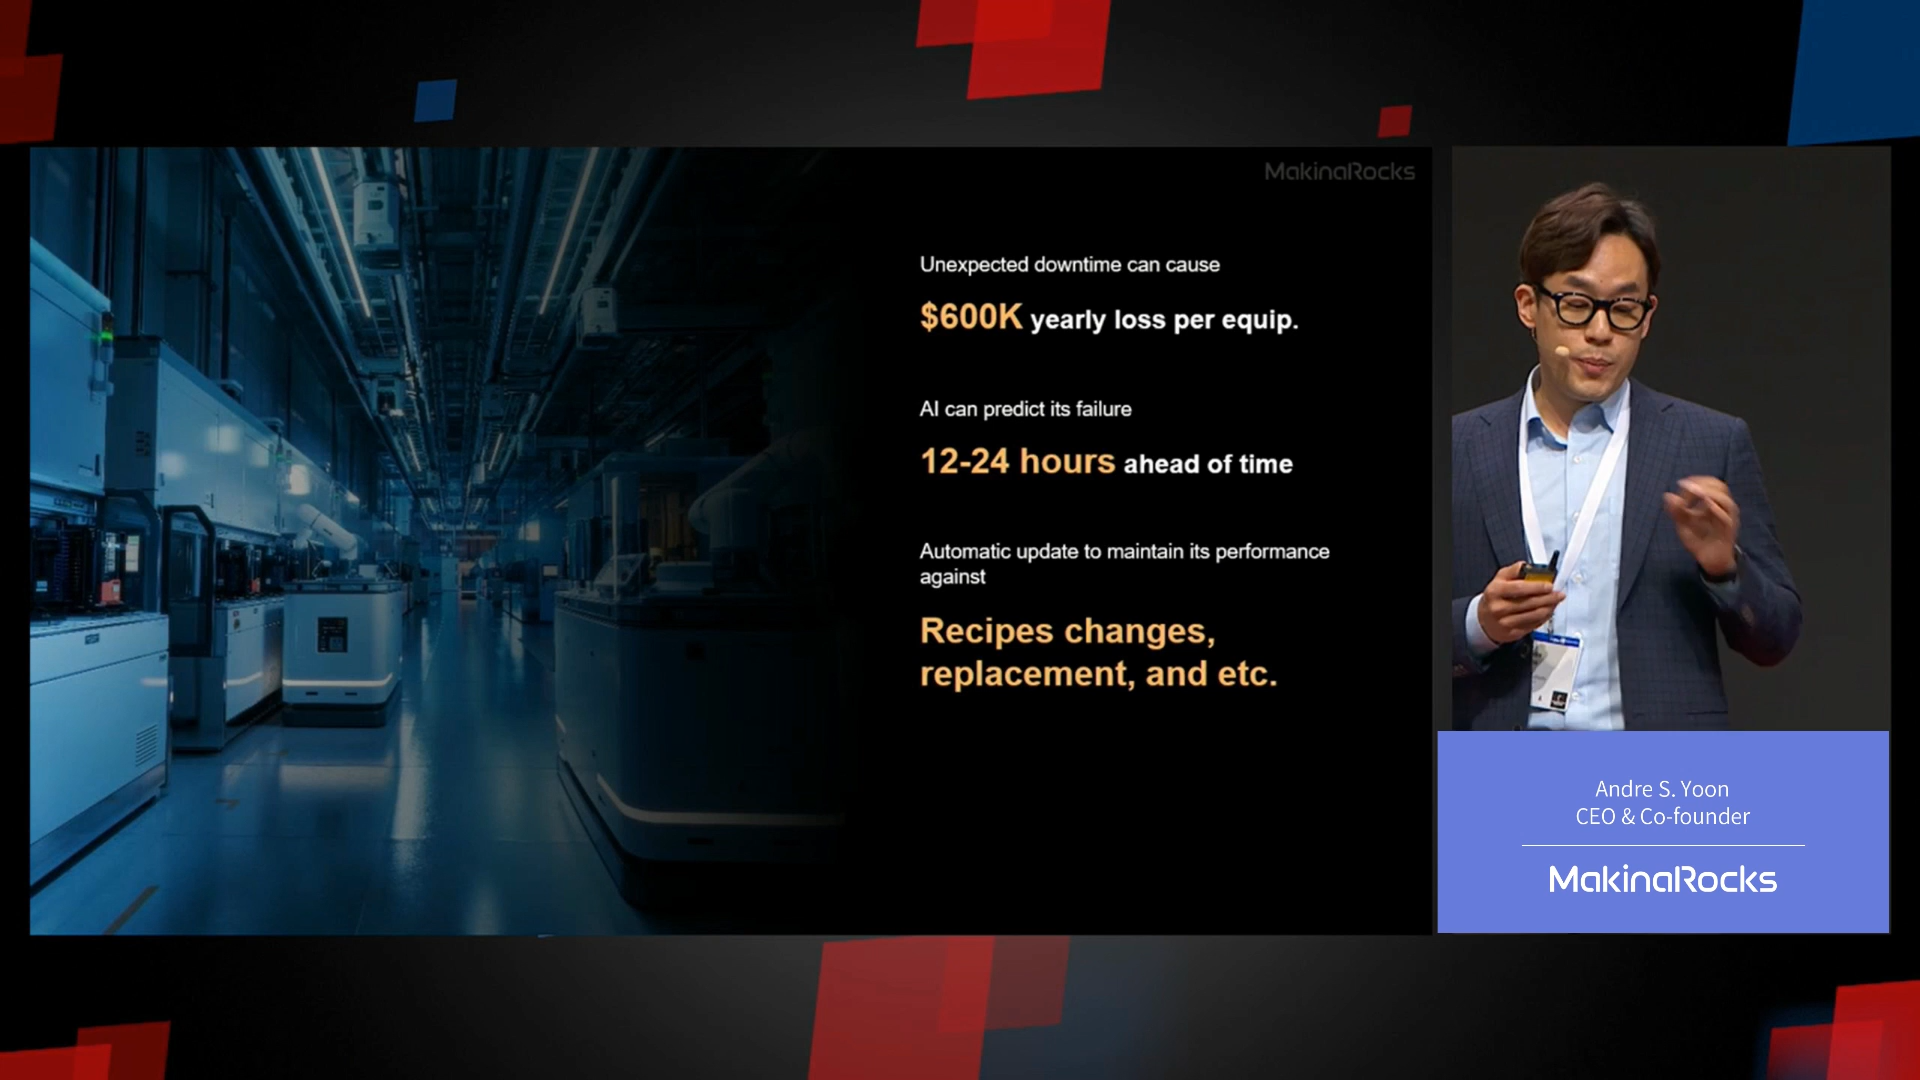 MakinaRocks
Unexpected downtime can cause
$600K yearly loss per equip.
AI can predict its failure
12-24 hours ahead of time
Automatic update to maintain its performance
against
Recipes changes,
replacement, and etc.
Andre S. Yoon
CEO & Co-founder
MakinaRocks